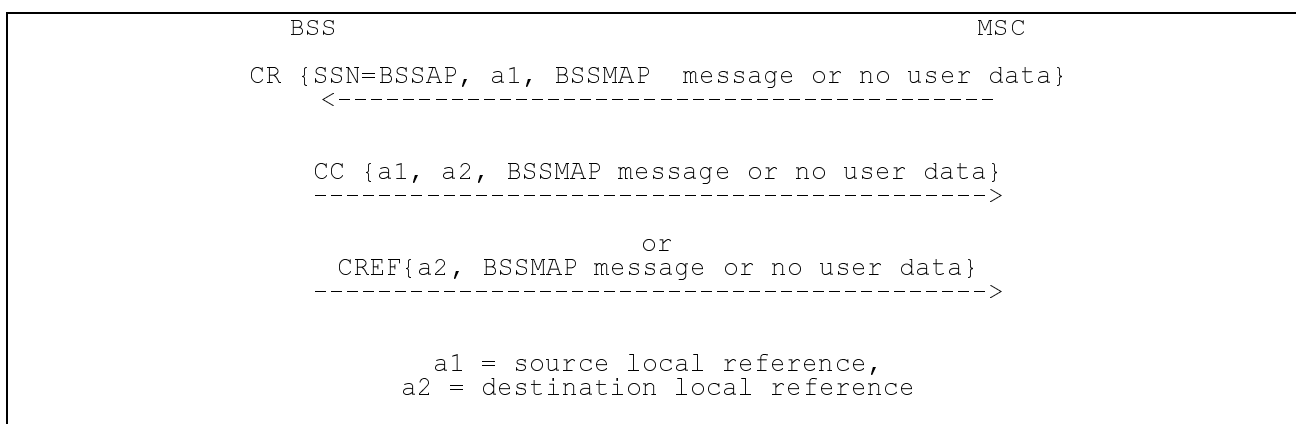 BSS MSC
CR {SSN=BSSAP, a1, BSSMAP  message or no user data}
<------------------------------------------
CC {a1, a2, BSSMAP message or no user data}
------------------------------------------>
or
CREF{a2, BSSMAP message or no user data}
------------------------------------------>
a1 = source local reference,
a2 = destination local reference